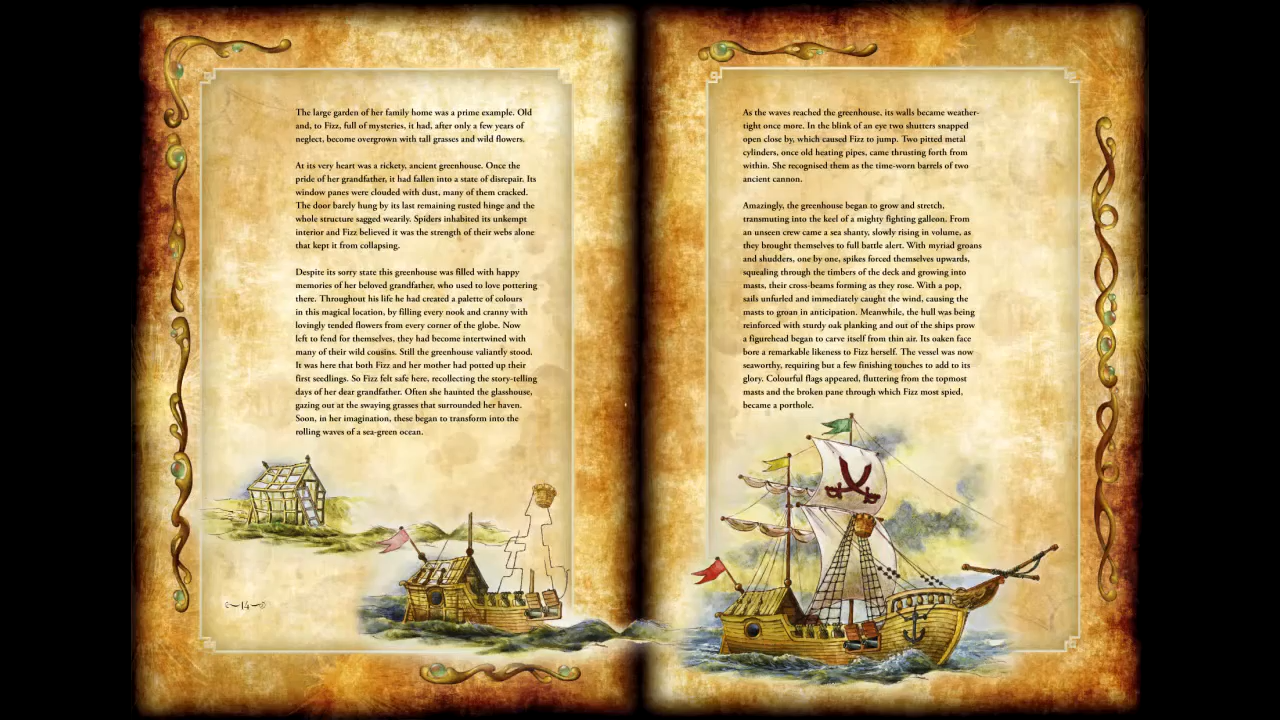 The large garden of her family home was a prime example. Old
and, to Fizz, full of mysteries, it had, after only a few years of
neglect, become overgrown with tall grasses and wild flowers.
At its very heart was a rickety, ancient greenhouse. Once the
pride of her grandfather, it had fallen into a state of disrepair. Its
window panes were clouded with dust, many of them cracked.
The door barely hung by its last remaining rusted hinge and the
whole structure sagged wearily. Spiders inhabited its unkempt
interior and Fizz believed it was the strength of their webs alone
that kept it from collapsing.
Despite its sorry state this greenhouse was filled with happy
memories of her beloved grandfather, who used to love pottering
there. Throughout his life he had created a palette of colours
in this magical location, by filling every nook and cranny with
lovingly tended flowers from every corner of the globe. Now
left to fend for themselves, they had become intertwined with
many of their wild cousins. Still the greenhouse valiantly stood.
It was here that both Fizz and her mother had potted up their
first seedlings. So Fizz felt safe here, recollecting the story-telling
days of her dear grandfather. Often she haunted the glasshouse,
gazing out at the swaying grasses that surrounded her haven.
Soon, in her imagination, these began to transform into the
rolling waves of a sea-green ocean.
14
As the waves reached the greenhouse, its walls became weather-
tight once more. In the blink of an eye two shutters snapped
open close by, which caused Fizz to jump. Two pitted metal
cylinders, once old heating pipes, came thrusting forth from
within. She recognised them as the time-worn barrels of two
ancient cannon.
Amazingly, the greenhouse began to grow and stretch,
transmuting into the keel of a mighty fighting galleon. From
an unseen crew came a sea shanty, slowly rising in volume, as
they brought themselves to full battle alert. With myriad groans
and shudders, one by one, spikes forced themselves upwards,
squealing through the timbers of the deck and growing into
masts, their cross-beams forming as they rose. With a pop,
sails unfurled and immediately caught the wind, causing the
masts to groan in anticipation. Meanwhile, the hull was being
reinforced with sturdy oak planking and out of the ships prow
a figurehead began to carve itself from thin air. Its oaken face
bore a remarkable likeness to Fizz herself. The vessel was now
seaworthy, requiring but a few finishing touches to add to its
glory. Colourful flags appeared, fluttering from the topmost
masts and the broken pane through which Fizz most spied,
became a porthole.